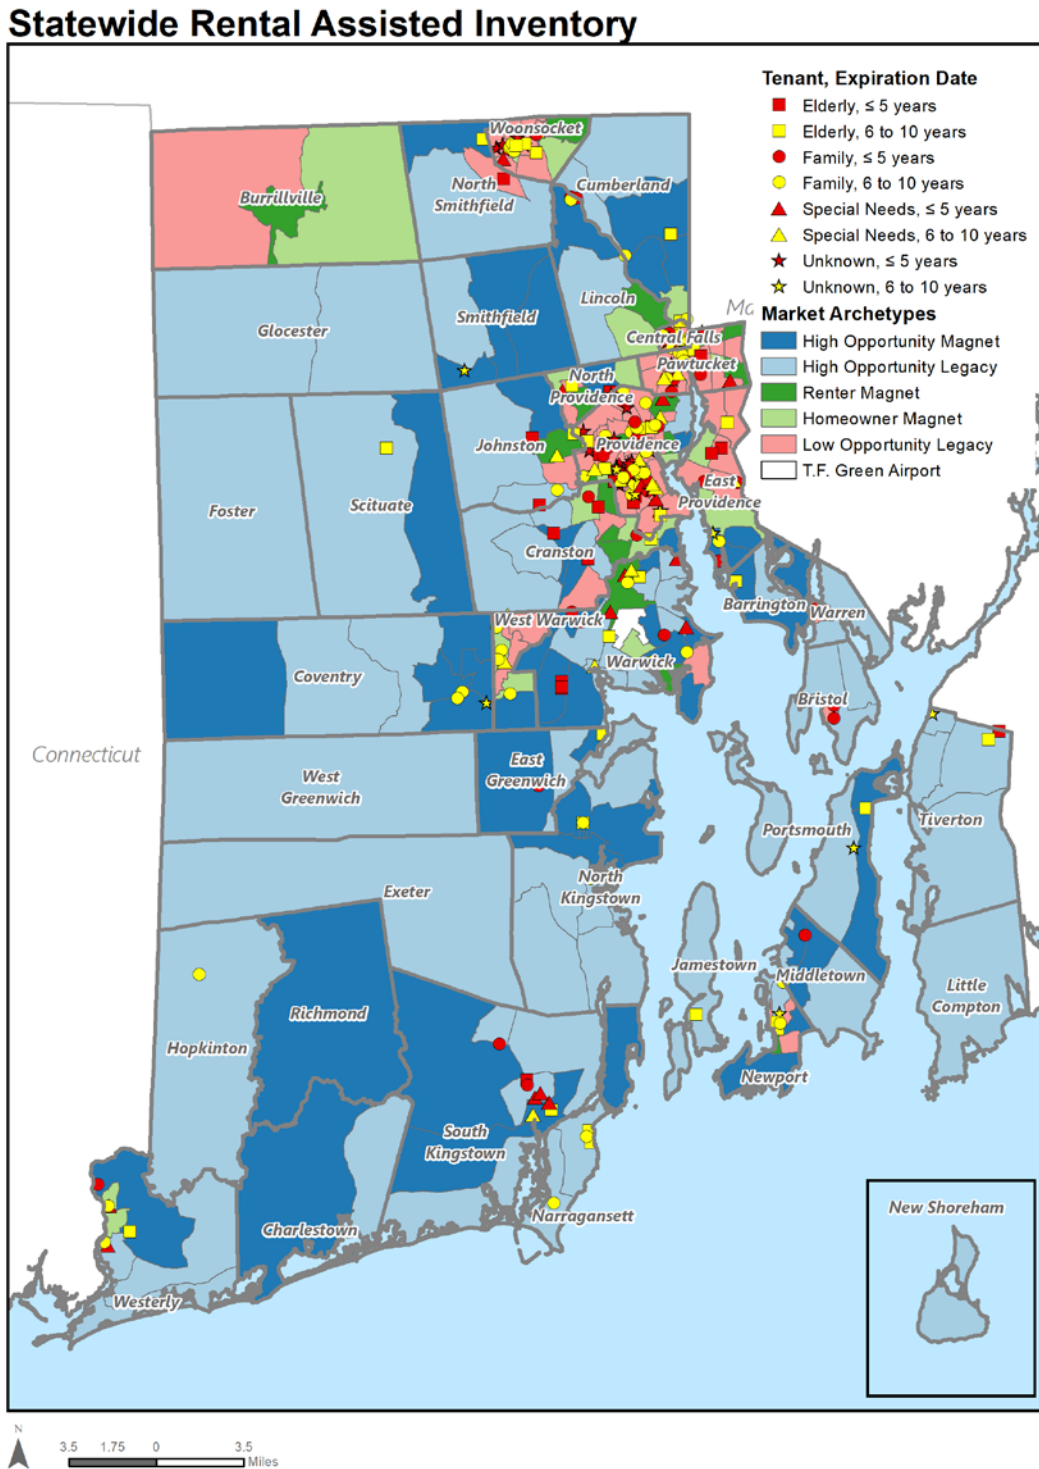 Statewide Rental Assisted Inventory
Tenant, Expiration Date
Elderly, ≤ 5 years
Elderly, 6 to 10 years
Family, ≤ 5 years
Family, 6 to 10 years
Special Needs, ≤ 5 years
Special Needs, 6 to 10 years
Unknown, ≤ 5 years
Unknown, 6 to 10 years
Market Archetypes
High Opportunity Magnet
High Opportunity Legacy
Renter Magnet
Homeowner Magnet
Low Opportunity Legacy
T.F. Green Airport
Woonsocket
Burrillville
North
Smithfield
Cumberland
Ma
Glocester
Smithfield
Lincoln
Central Falls
Pawtucket
North
Providence
Johnston
Providence
Foster
Scituate
East
Providence
Cranston
Barrington
Warren
West Warwick
Warwick
Coventry
Bristol
Connecticut
West
Greenwich
East
Greenwich
Portsmouth
Tiverton
Exeter
North
Kingstown
Jamestown
Middletown
Little
Compton
Richmond
Hopkinton
Newport
South
Kingstown
Narragansett
Charlestown
Westerly
New Shoreham
N
3.5 1.75 0 3.5
Miles